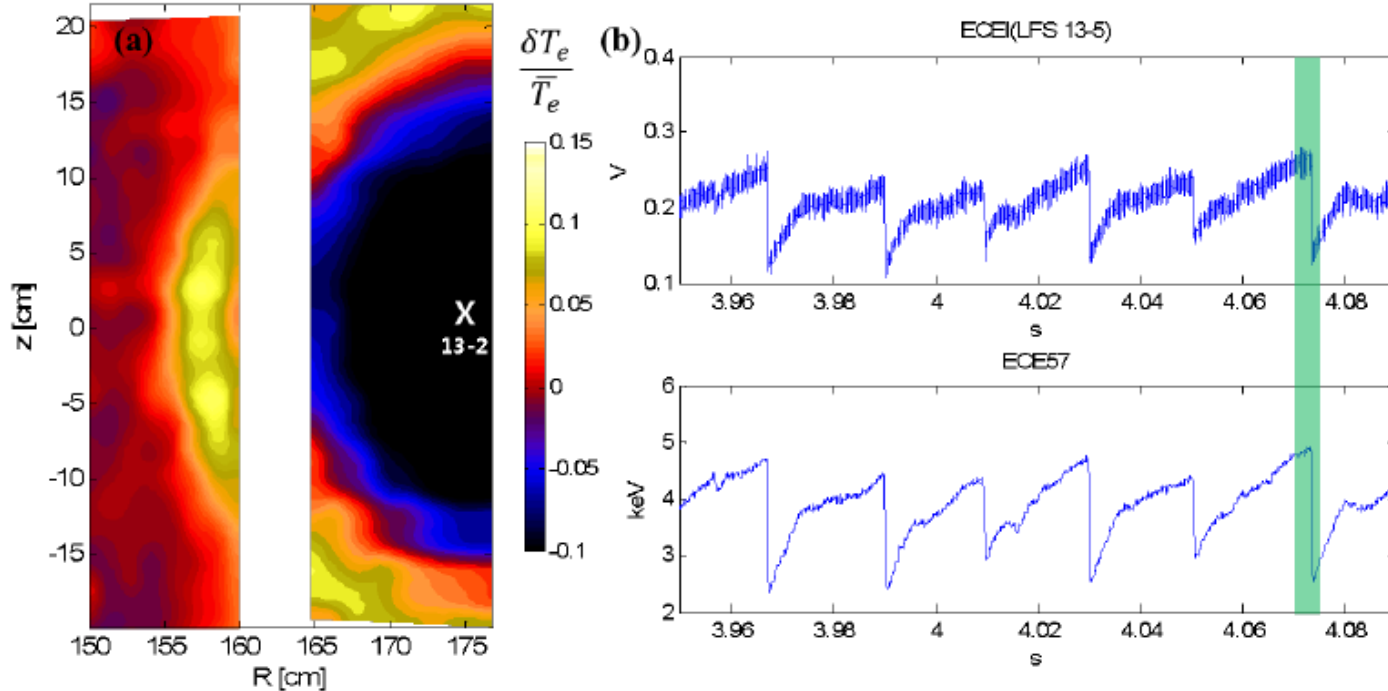 (a)
20
15
10
5
0
-5
-10
-15
150 155 160 165 170 175
z [cm]
R [cm]
X
13-2
δTₑ
T̅ₑ
0.15
0.1
0.05
0
-0.05
-0.1
(b)
ECEI(LFS 13-5)
0.4
0.3
0.2
0.1
V
3.96 3.98 4 4.02 4.04 4.06 4.08
s
ECE57
6
5
4
3
2
keV
3.96 3.98 4 4.02 4.04 4.06 4.08
s